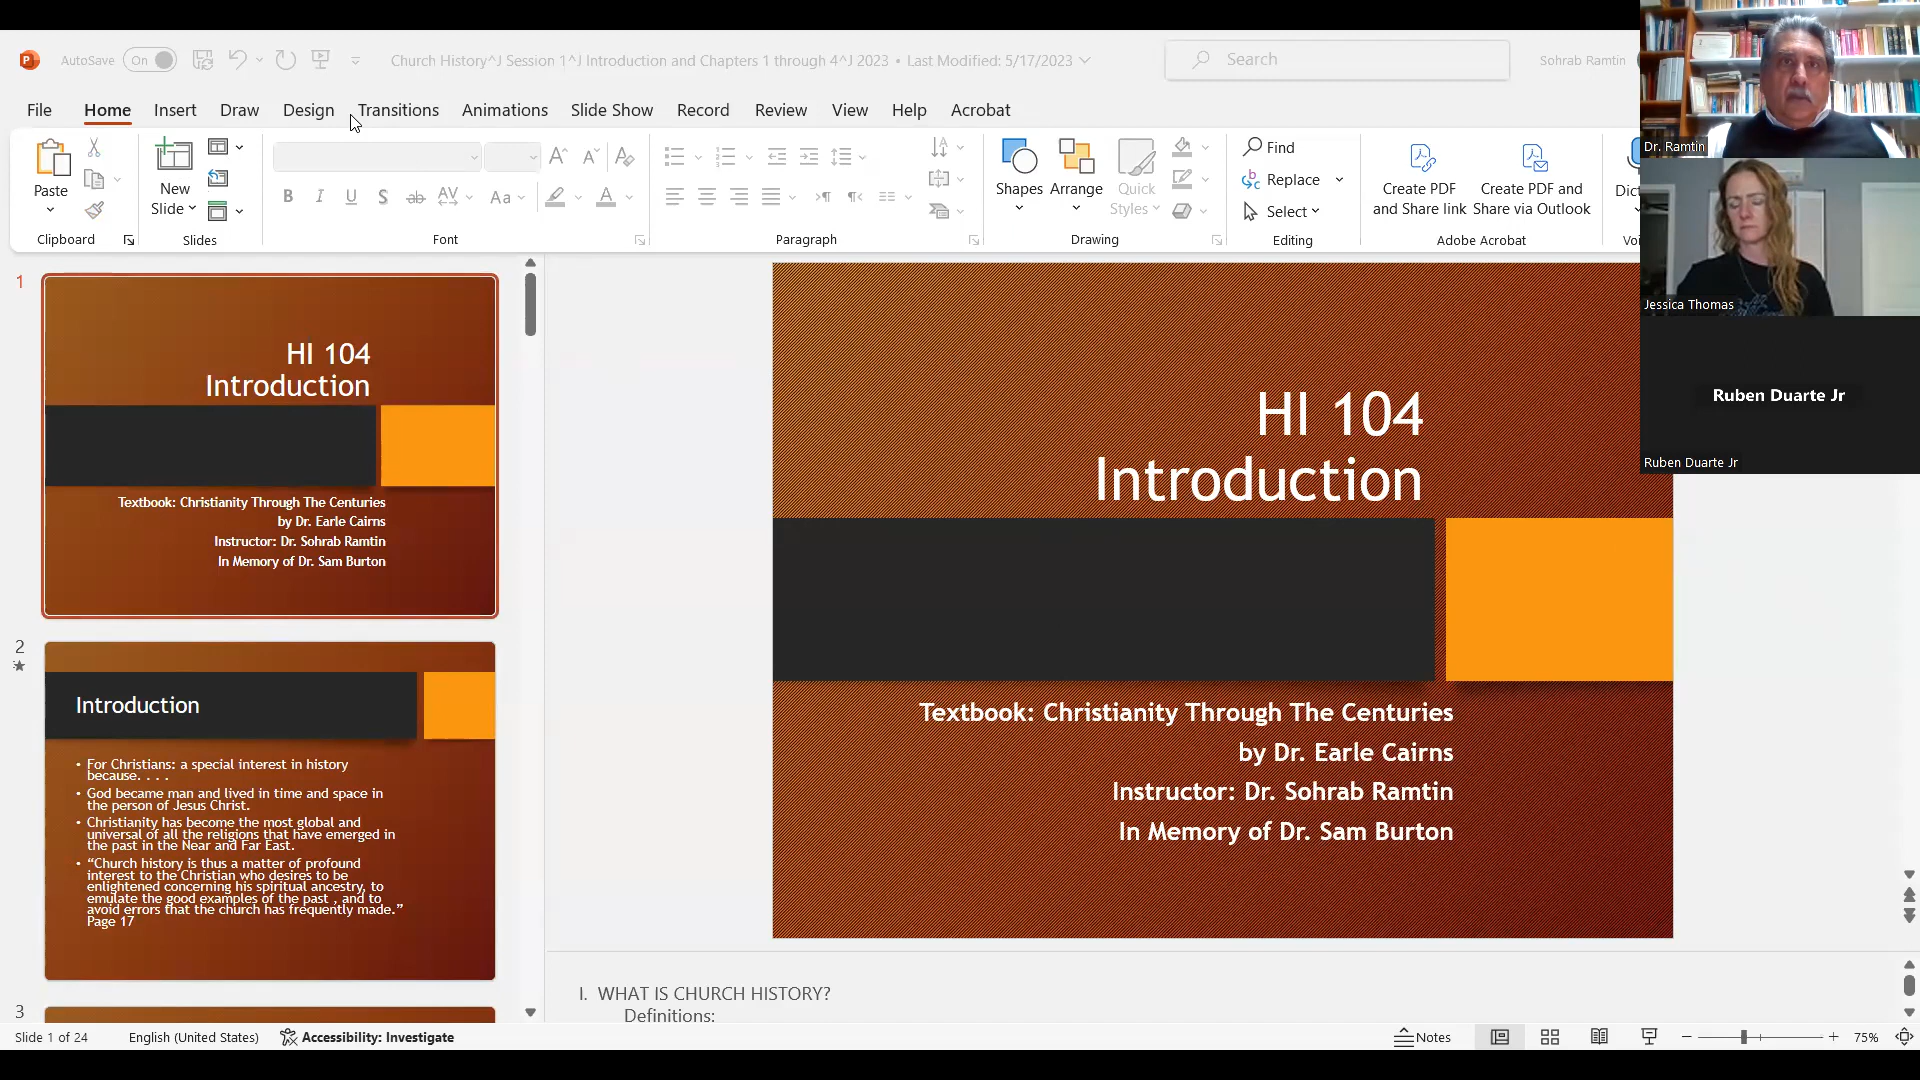 AutoSave On Church History^J Session 1^J Introduction and Chapters 1 through 4^J 2023 • Last Modified: 5/17/2023 Search Sohrab Ramtin
File Home Insert Draw Design Transitions Animations Slide Show Record Review View Help Acrobat
Paste
Clipboard
New
Slide
Slides
B I U S ab AV Aa A
Font
Paragraph
Shapes
Arrange
Quick
Styles
Drawing
Find
Replace
Select
Editing
Create PDF
and Share link
Create PDF and
Share via Outlook
Adobe Acrobat
Dr. Ramtin
Jessica Thomas
Ruben Duarte Jr
Ruben Duarte Jr
1
HI 104
Introduction
Textbook: Christianity Through The Centuries
by Dr. Earle Cairns
Instructor: Dr. Sohrab Ramtin
In Memory of Dr. Sam Burton
2
Introduction
• For Christians: a special interest in history
because. . . .
• God became man and lived in time and space in
the person of Jesus Christ.
• Christianity has become the most global and
universal of all the religions that have emerged in
the past in the Near and Far East.
• “Church history is thus a matter of profound
interest to the Christian who desires to be
enlightened concerning his spiritual ancestry, to
emulate the good examples of the past , and to
avoid errors that the church has frequently made.”
Page 17
3
HI 104
Introduction
Textbook: Christianity Through The Centuries
by Dr. Earle Cairns
Instructor: Dr. Sohrab Ramtin
In Memory of Dr. Sam Burton
I. WHAT IS CHURCH HISTORY?
Definitions:
Slide 1 of 24 English (United States) Accessibility: Investigate Notes 75%